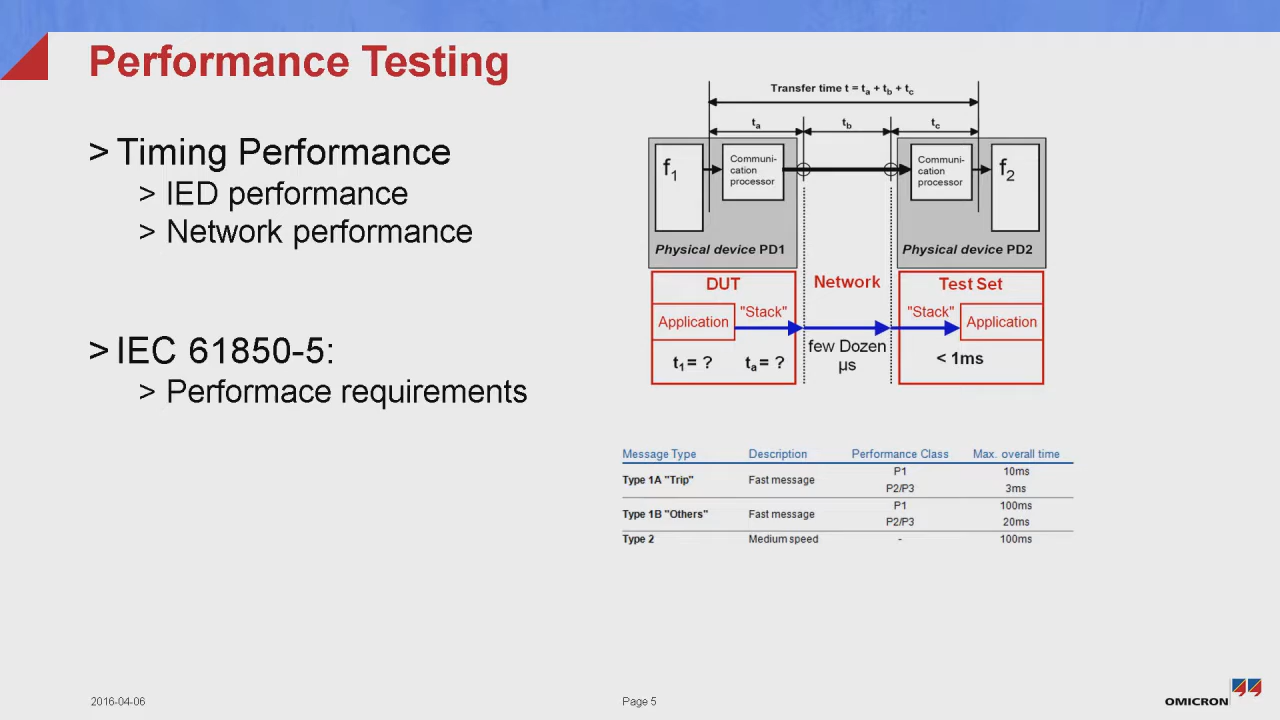 Performance Testing
> Timing Performance
> IED performance
> Network performance
> IEC 61850-5:
> Performace requirements
Transfer time t = ta + tb + tc
ta tb tc
f1
Communi-
cation
processor
Communi-
cation
processor
f2
Physical device PD1
Physical device PD2
DUT Network Test Set
Application "Stack"
"Stack" Application
t1 = ? ta = ?
few Dozen
µs
< 1ms
Message Type Description Performance Class Max. overall time
Type 1A "Trip" Fast message P1 10ms
P2/P3 3ms
Type 1B "Others" Fast message P1 100ms
P2/P3 20ms
Type 2 Medium speed - 100ms
2016-04-06 Page 5 OMICRON